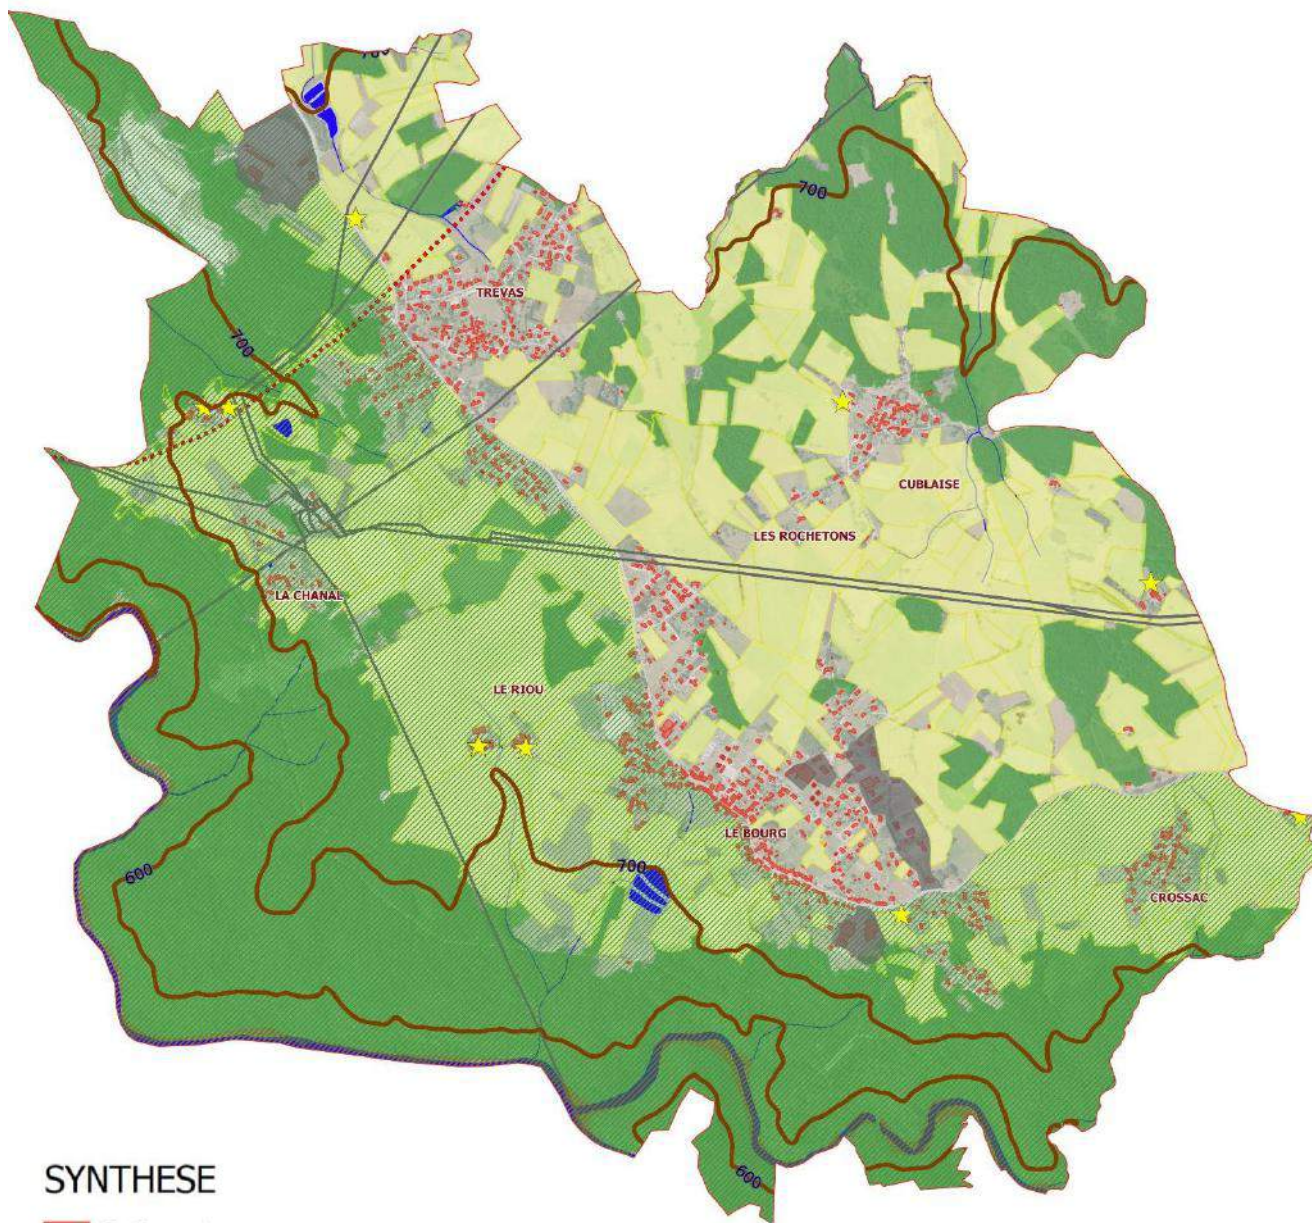 700
700
TREVAS
700
CUBLAISE
LES ROCHETONS
LA CHANAL
LE RIOU
LE BOURG
700
600
CROSSAC
600
SYNTHESE